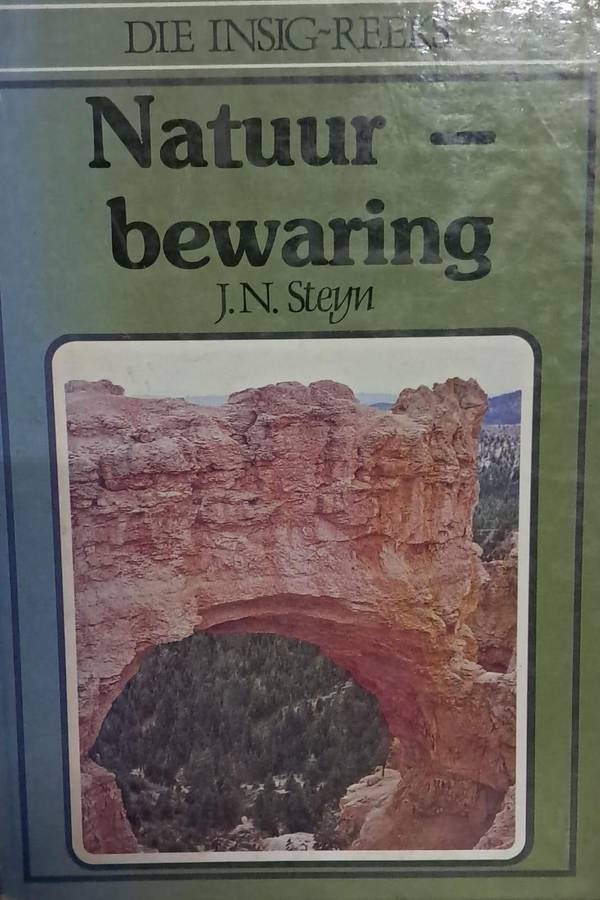 DIE INSIG~REEKS
Natuur –
bewaring
J.N. Steyn